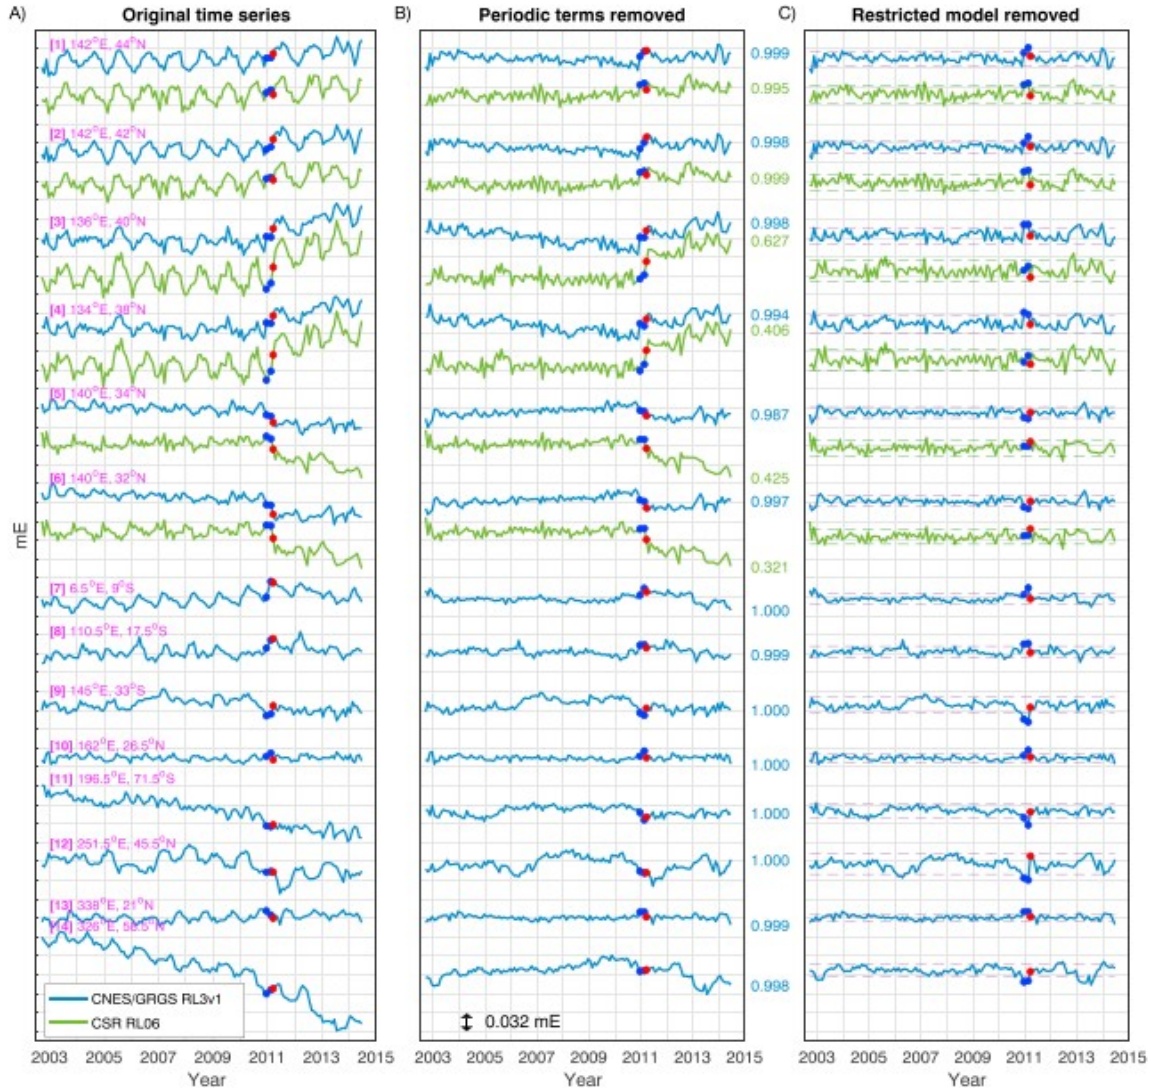 A) Original time series
B) Periodic terms removed
C) Restricted model removed
[1] 142°E, 44°N
0.999
0.995
[2] 142°E, 42°N
0.998
0.999
[3] 136°E, 40°N
0.998
0.627
[4] 134°E, 38°N
0.994
0.406
[5] 140°E, 34°N
0.987
0.425
[6] 140°E, 32°N
0.997
0.321
mE
[7] 6.5°E, 9°S
1.000
[8] 110.5°E, 17.5°S
0.999
[9] 145°E, 33°S
1.000
[10] 162°E, 26.5°N
1.000
[11] 196.5°E, 71.5°S
1.000
[12] 251.5°E, 45.5°N
1.000
[13] 338°E, 21°N
0.999
[14] 326°E, 58.5°N
0.998
CNES/GRGS RL3v1
CSR RL06
0.032 mE
2003 2005 2007 2009 2011 2013 2015
2003 2005 2007 2009 2011 2013 2015
2003 2005 2007 2009 2011 2013 2015
Year
Year
Year